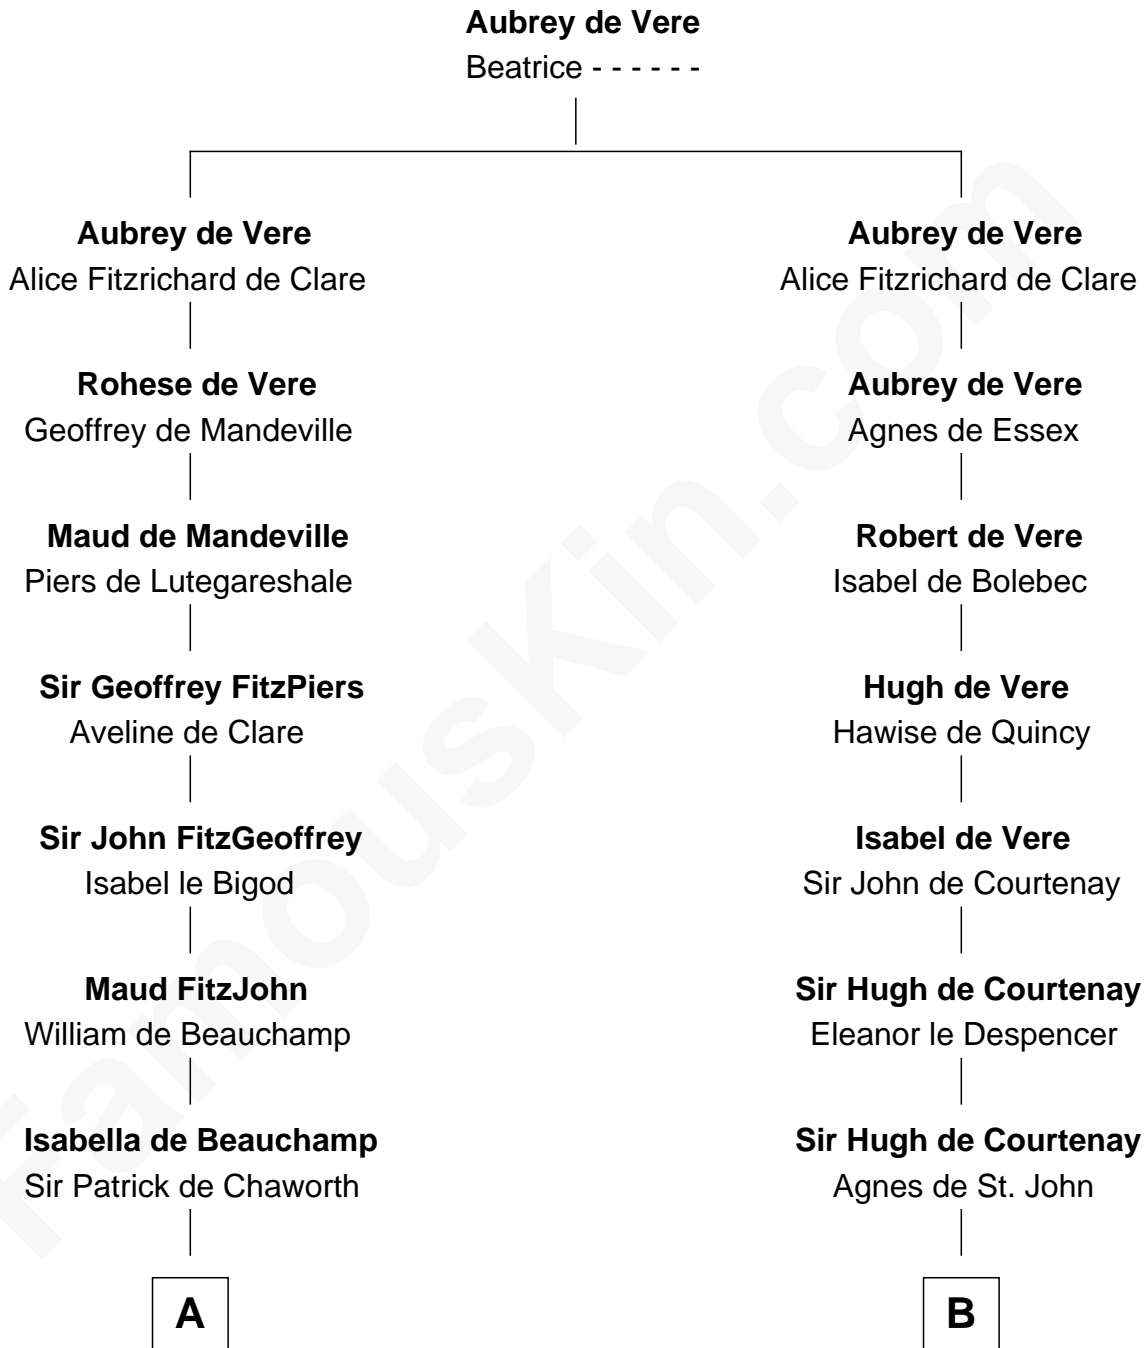 Aubrey de Vere
Beatrice - - - - - -
Aubrey de Vere
Alice Fitzrichard de Clare
Rohese de Vere
Geoffrey de Mandeville
Maud de Mandeville
Piers de Lutegareshale
Sir Geoffrey FitzPiers
Aveline de Clare
Sir John FitzGeoffrey
Isabel le Bigod
Maud FitzJohn
William de Beauchamp
Isabella de Beauchamp
Sir Patrick de Chaworth
A
Aubrey de Vere
Alice Fitzrichard de Clare
Aubrey de Vere
Agnes de Essex
Robert de Vere
Isabel de Bolebec
Hugh de Vere
Hawise de Quincy
Isabel de Vere
Sir John de Courtenay
Sir Hugh de Courtenay
Eleanor le Despencer
Sir Hugh de Courtenay
Agnes de St. John
B
FamousKin.com